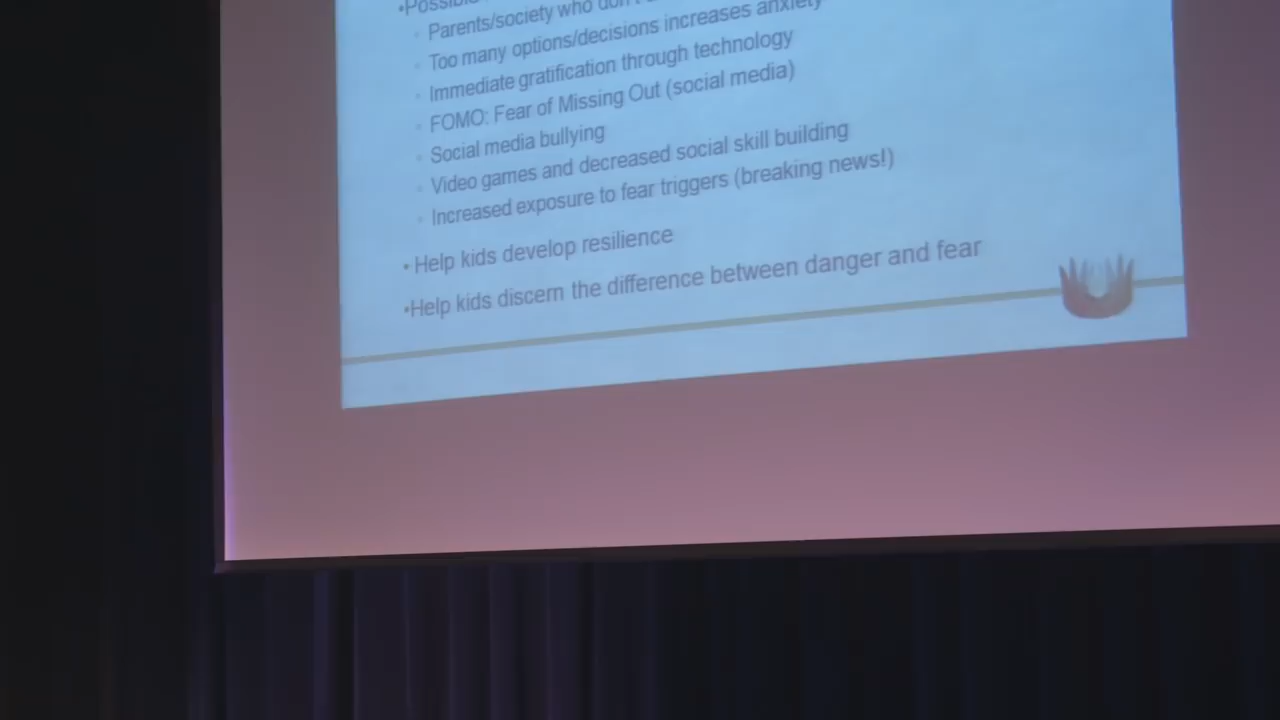 •Possible
Parents/society who don't
Too many options/decisions increases anxiety
Immediate gratification through technology
FOMO: Fear of Missing Out (social media)
Social media bullying
Video games and decreased social skill building
Increased exposure to fear triggers (breaking news!)
• Help kids develop resilience
•Help kids discern the difference between danger and fear